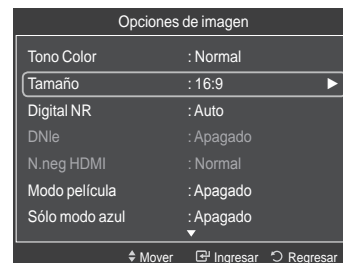 Opciones de imagen
Tono Color : Normal
Tamaño : 16:9
Digital NR : Auto
DNIe : Apagado
N.neg HDMI : Normal
Modo película : Apagado
Sólo modo azul : Apagado
Mover Ingresar Regresar